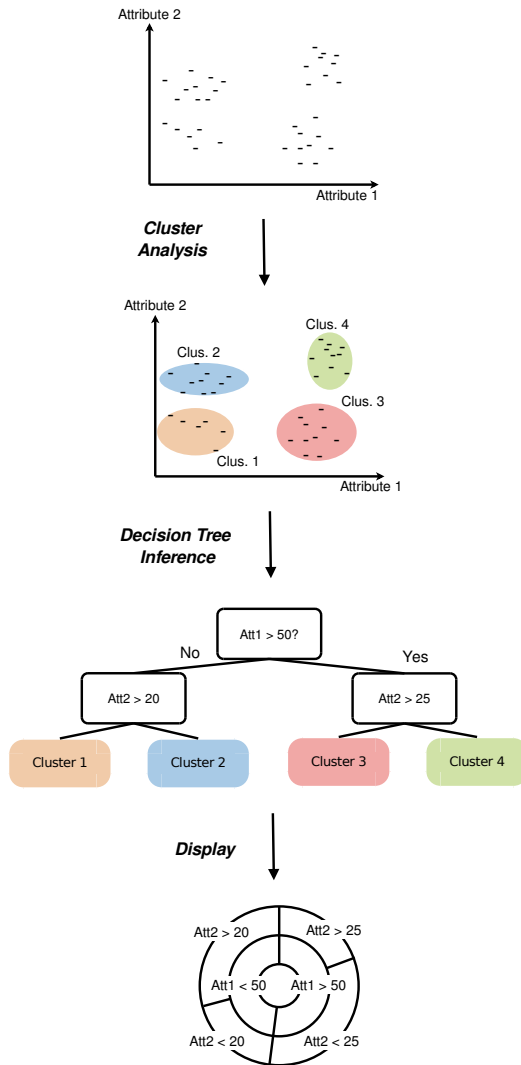 Attribute 2
Attribute 1
Cluster
Analysis
Attribute 2
Clus. 4
Clus. 2
Clus. 3
Clus. 1
Attribute 1
Decision Tree
Inference
Att1 > 50?
No
Yes
Att2 > 20
Att2 > 25
Cluster 1
Cluster 2
Cluster 3
Cluster 4
Display
Att2 > 20
Att2 > 25
Att1 < 50
Att1 > 50
Att2 < 20
Att2 < 25